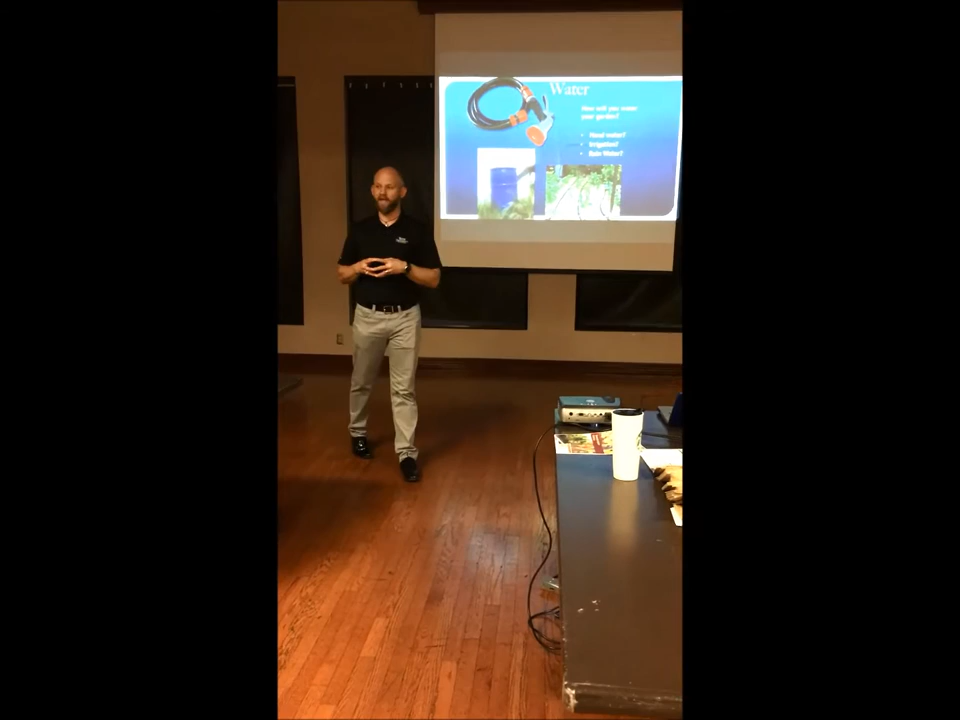 Water
How will you water
your garden?
• Hand water?
• Irrigation?
• Rain Water?